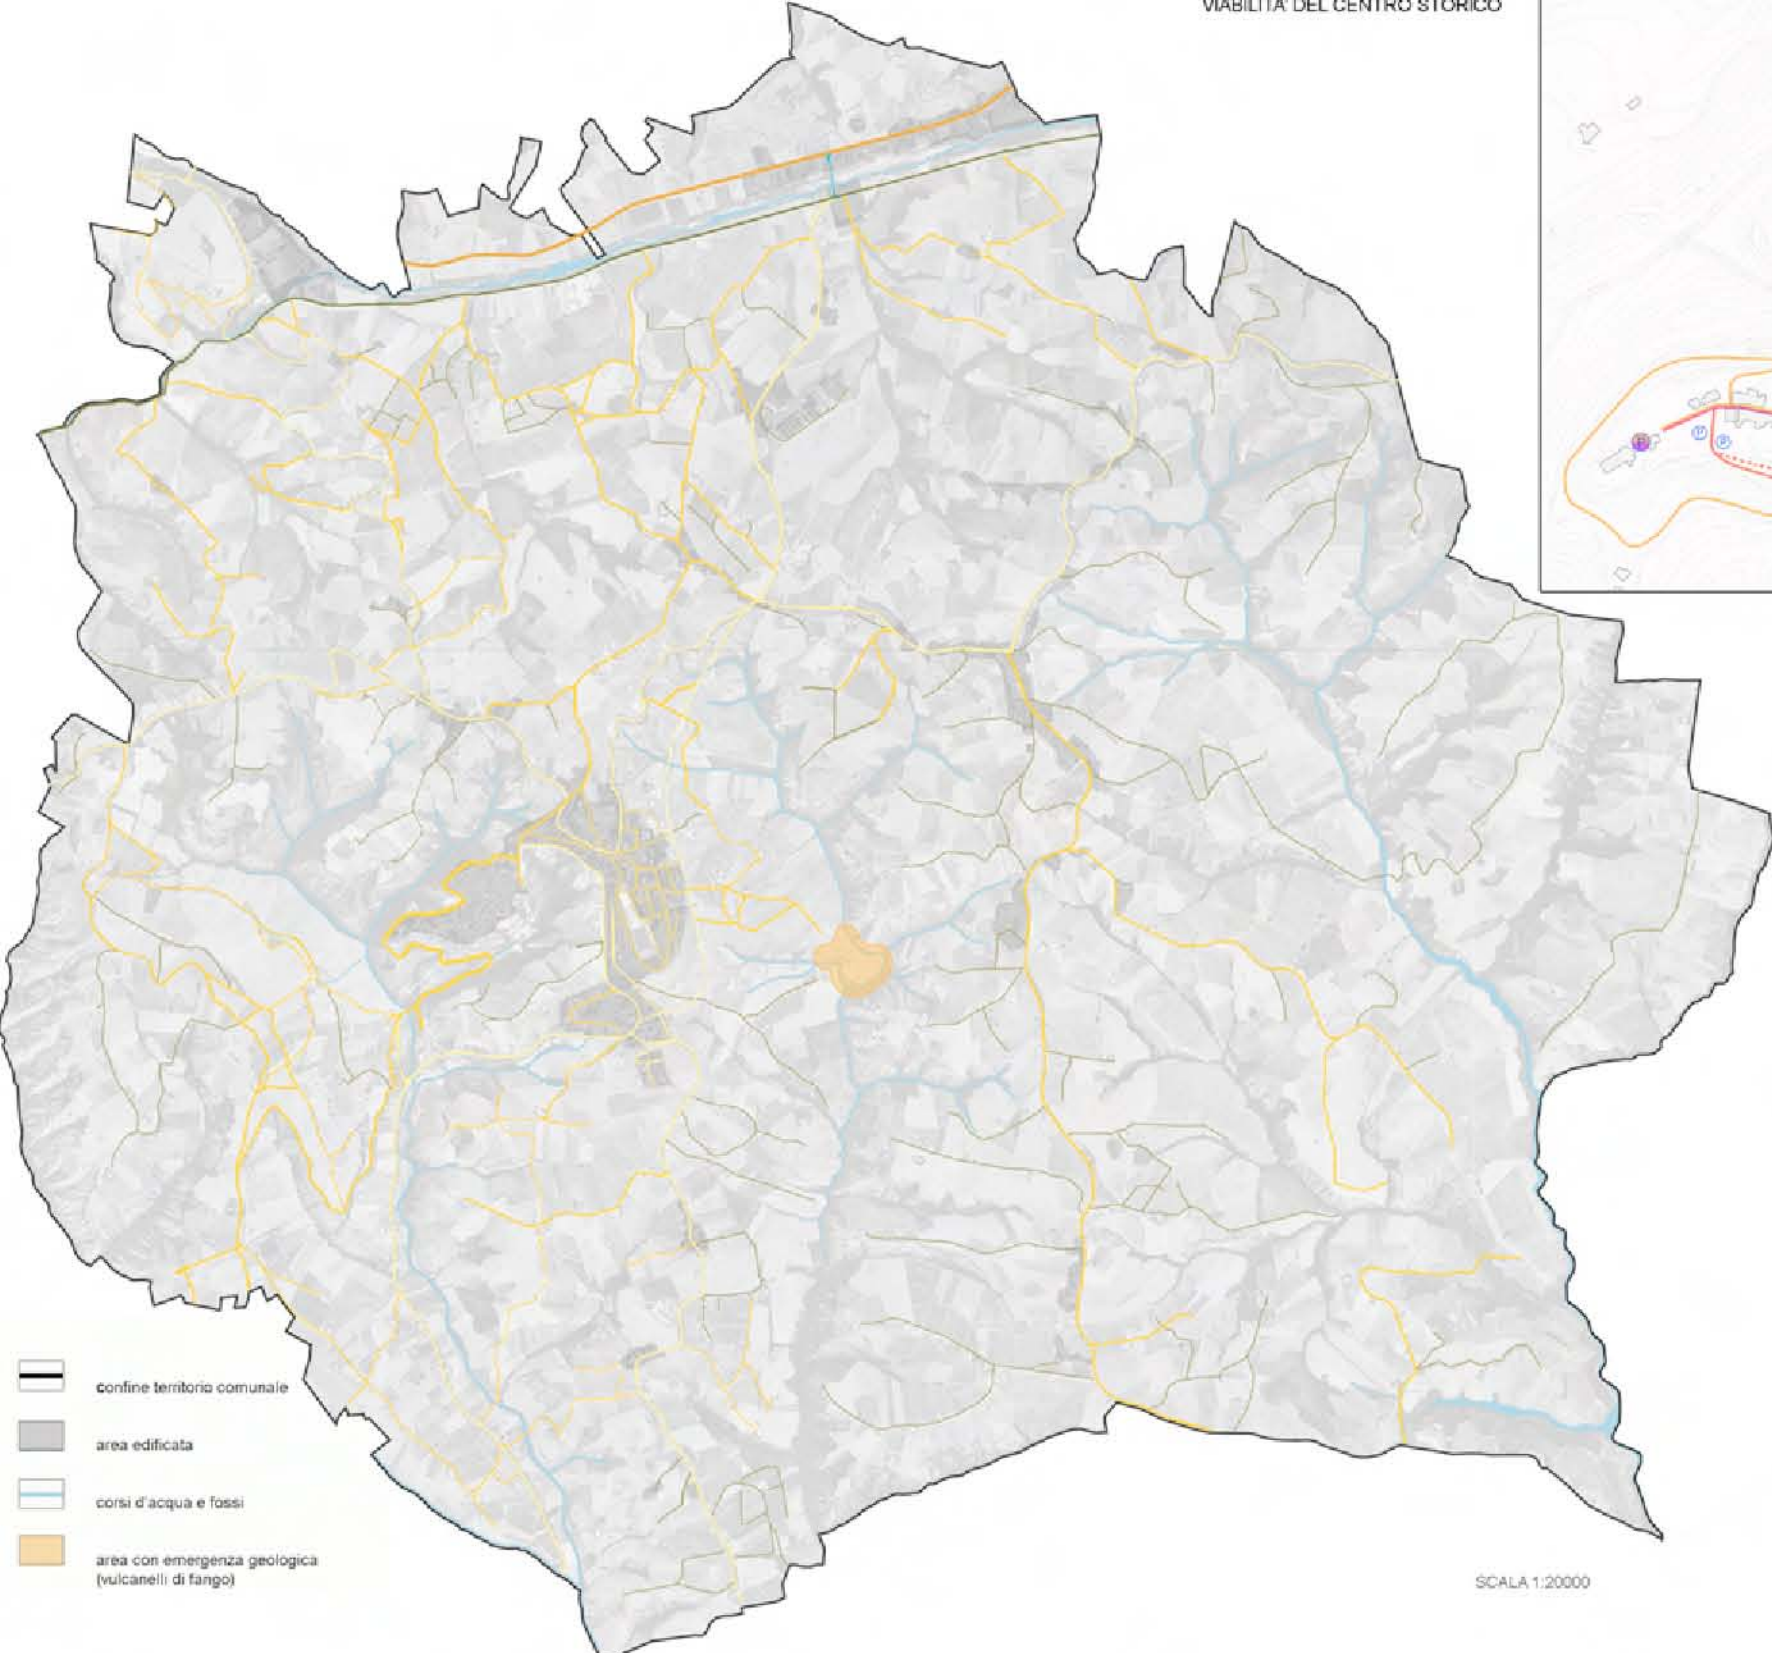 VIABILITA' DEL CENTRO STORICO
P
P
P
confine territorio comunale
area edificata
corsi d'acqua e fossi
area con emergenza geologica
(vulcanelli di fango)
SCALA 1:20000